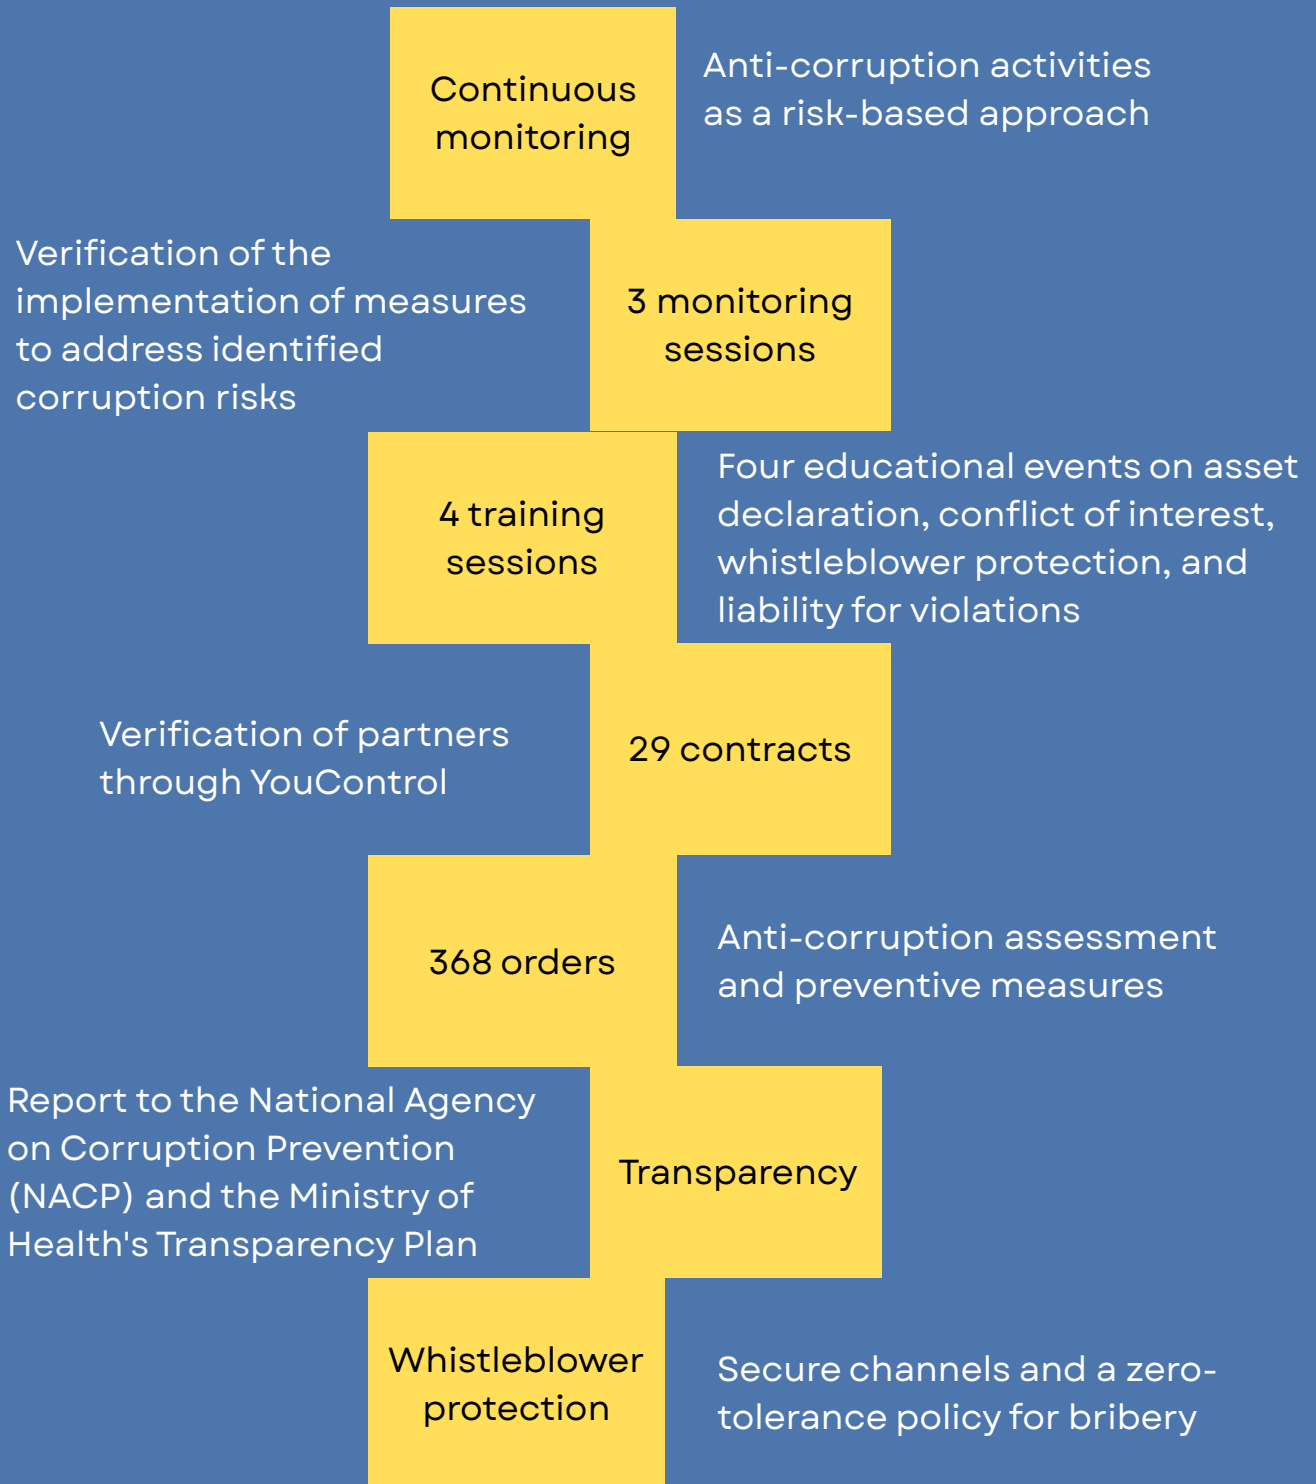 Continuous
monitoring
Anti-corruption activities
as a risk-based approach
Verification of the
implementation of measures
to address identified
corruption risks
3 monitoring
sessions
4 training
sessions
Four educational events on asset
declaration, conflict of interest,
whistleblower protection, and
liability for violations
Verification of partners
through YouControl
29 contracts
368 orders
Anti-corruption assessment
and preventive measures
Report to the National Agency
on Corruption Prevention
(NACP) and the Ministry of
Health's Transparency Plan
Transparency
Whistleblower
protection
Secure channels and a zero-
tolerance policy for bribery